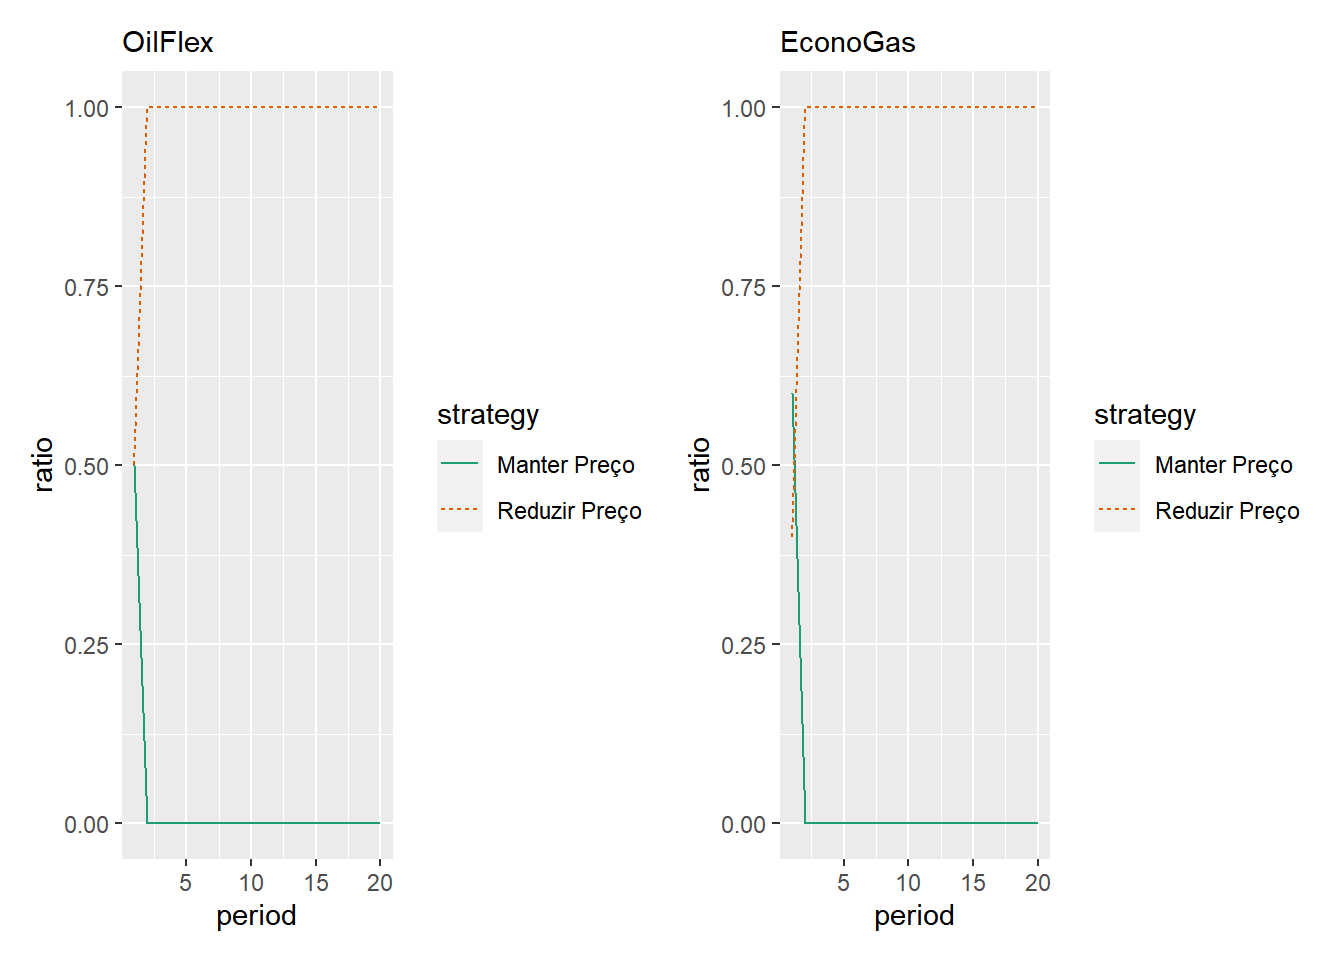 OilFlex
1.00
0.75
0.50
0.25
0.00
ratio
5 10 15 20
period
strategy
Manter Preço
Reduzir Preço
EconoGas
1.00
0.75
0.50
0.25
0.00
ratio
5 10 15 20
period
strategy
Manter Preço
Reduzir Preço